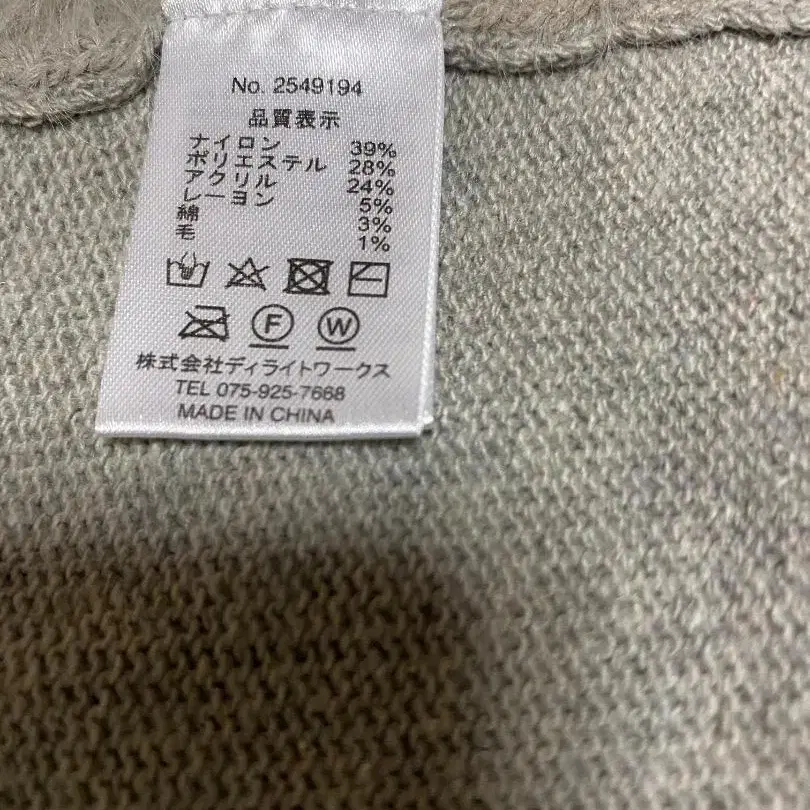 No. 2549194
品質表示
ナイロン 39%
ポリエステル 28%
アクリル 24%
レーヨン 5%
綿 3%
毛 1%
F W
株式会社ディライトワークス
TEL 075-925-7668
MADE IN CHINA